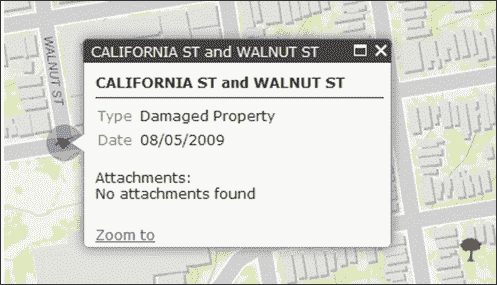 WALNUT ST
CALIFORNIA ST and WALNUT ST
CALIFORNIA ST and WALNUT ST
Type Damaged Property
Date 08/05/2009
Attachments:
No attachments found
Zoom to